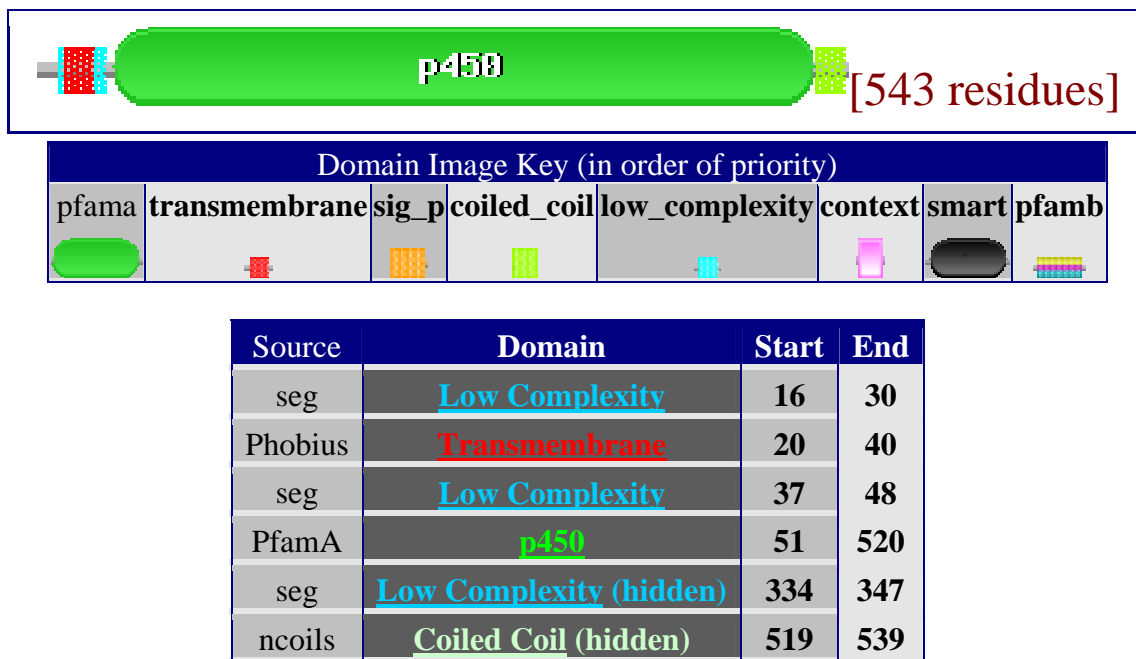 p450
[543 residues]
Domain Image Key (in order of priority)
pfama transmembrane sig_p coiled_coil low_complexity context smart pfamb
Source Domain Start End
seg Low Complexity 16 30
Phobius Transmembrane 20 40
seg Low Complexity 37 48
PfamA p450 51 520
seg Low Complexity (hidden) 334 347
ncoils Coiled Coil (hidden) 519 539